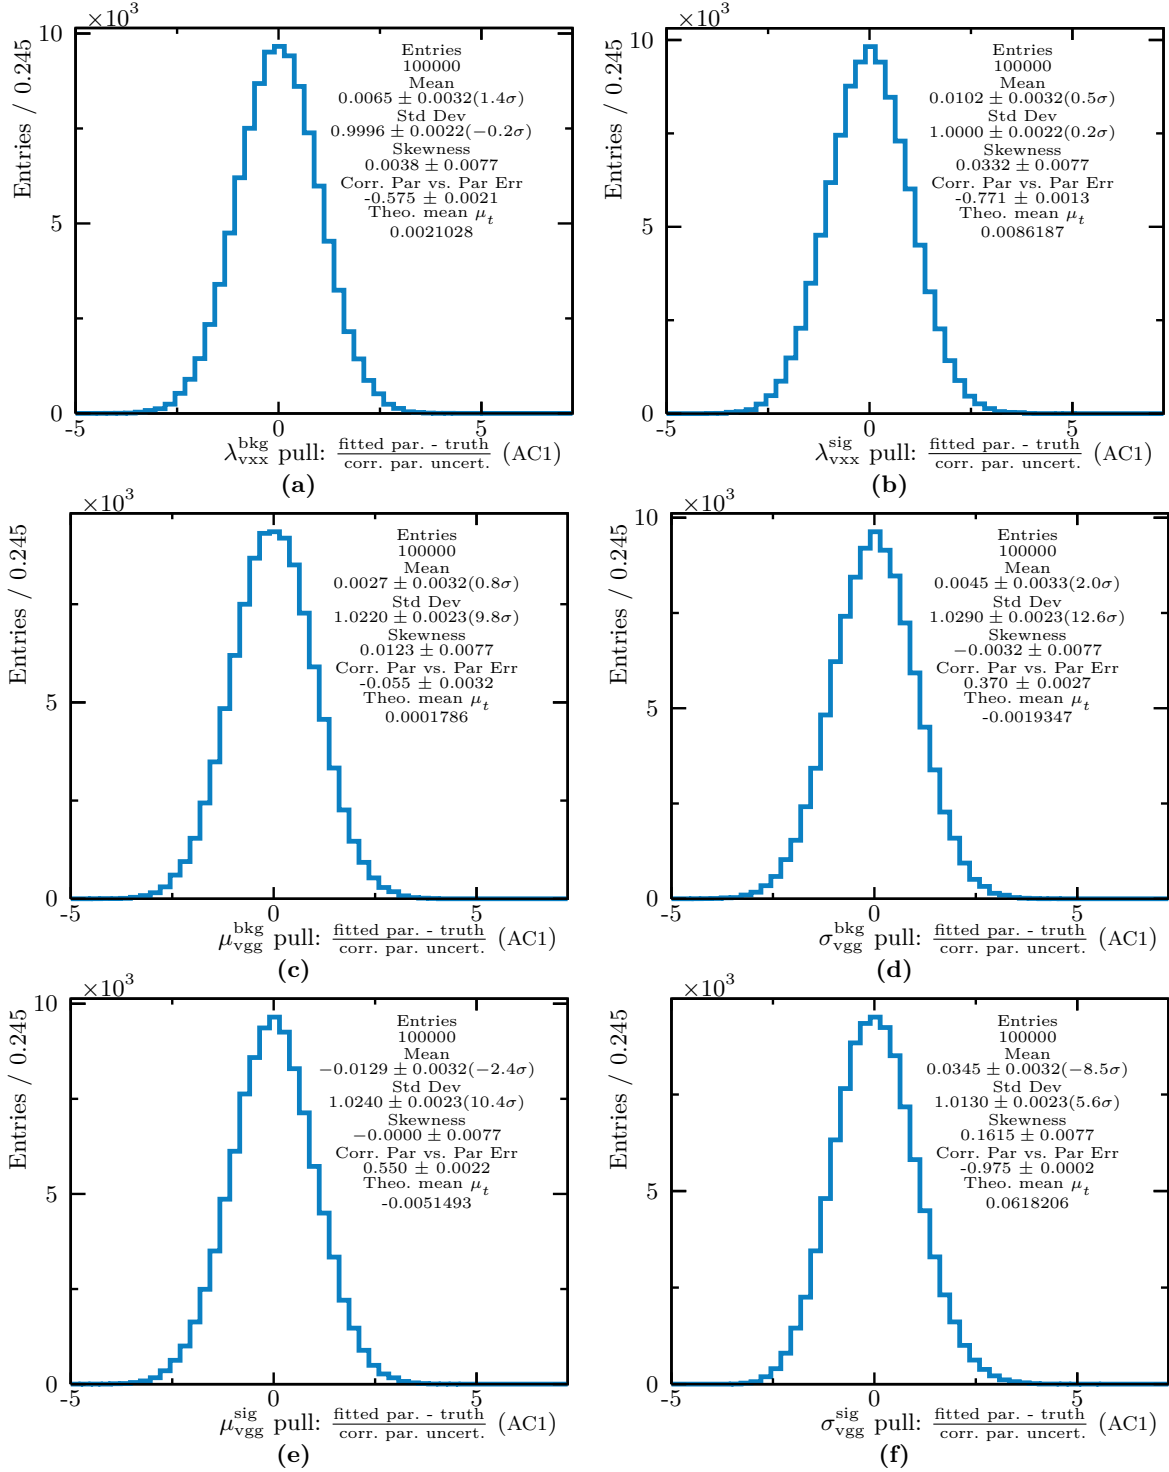 ×10³
Entries / 0.245
10
5
0
-5
0
5
Entries
100000
Mean
0.0065 ± 0.0032(1.4σ)
Std Dev
0.9996 ± 0.0022(−0.2σ)
Skewness
0.0038 ± 0.0077
Corr. Par vs. Par Err
-0.575 ± 0.0021
Theo. mean μ_t
0.0021028
λ_vxx^bkg pull: fitted par. - truth / corr. par. uncert. (AC1)
(a)
×10³
Entries / 0.245
10
5
0
-5
0
5
Entries
100000
Mean
0.0102 ± 0.0032(0.5σ)
Std Dev
1.0000 ± 0.0022(0.2σ)
Skewness
0.0332 ± 0.0077
Corr. Par vs. Par Err
-0.771 ± 0.0013
Theo. mean μ_t
0.0086187
λ_vxx^sig pull: fitted par. - truth / corr. par. uncert. (AC1)
(b)
×10³
Entries / 0.245
5
0
-5
0
5
Entries
100000
Mean
0.0027 ± 0.0032(0.8σ)
Std Dev
1.0220 ± 0.0023(9.8σ)
Skewness
0.0123 ± 0.0077
Corr. Par vs. Par Err
-0.055 ± 0.0032
Theo. mean μ_t
0.0001786
μ_vgg^bkg pull: fitted par. - truth / corr. par. uncert. (AC1)
(c)
×10³
Entries / 0.245
10
5
0
-5
0
5
Entries
100000
Mean
0.0045 ± 0.0033(2.0σ)
Std Dev
1.0290 ± 0.0023(12.6σ)
Skewness
−0.0032 ± 0.0077
Corr. Par vs. Par Err
0.370 ± 0.0027
Theo. mean μ_t
-0.0019347
σ_vgg^bkg pull: fitted par. - truth / corr. par. uncert. (AC1)
(d)
×10³
Entries / 0.245
10
5
0
-5
0
5
Entries
100000
Mean
−0.0129 ± 0.0032(−2.4σ)
Std Dev
1.0240 ± 0.0023(10.4σ)
Skewness
−0.0000 ± 0.0077
Corr. Par vs. Par Err
0.550 ± 0.0022
Theo. mean μ_t
-0.0051493
μ_vgg^sig pull: fitted par. - truth / corr. par. uncert. (AC1)
(e)
×10³
Entries / 0.245
5
0
-5
0
5
Entries
100000
Mean
0.0345 ± 0.0032(−8.5σ)
Std Dev
1.0130 ± 0.0023(5.6σ)
Skewness
0.1615 ± 0.0077
Corr. Par vs. Par Err
-0.975 ± 0.0002
Theo. mean μ_t
0.0618206
σ_vgg^sig pull: fitted par. - truth / corr. par. uncert. (AC1)
(f)